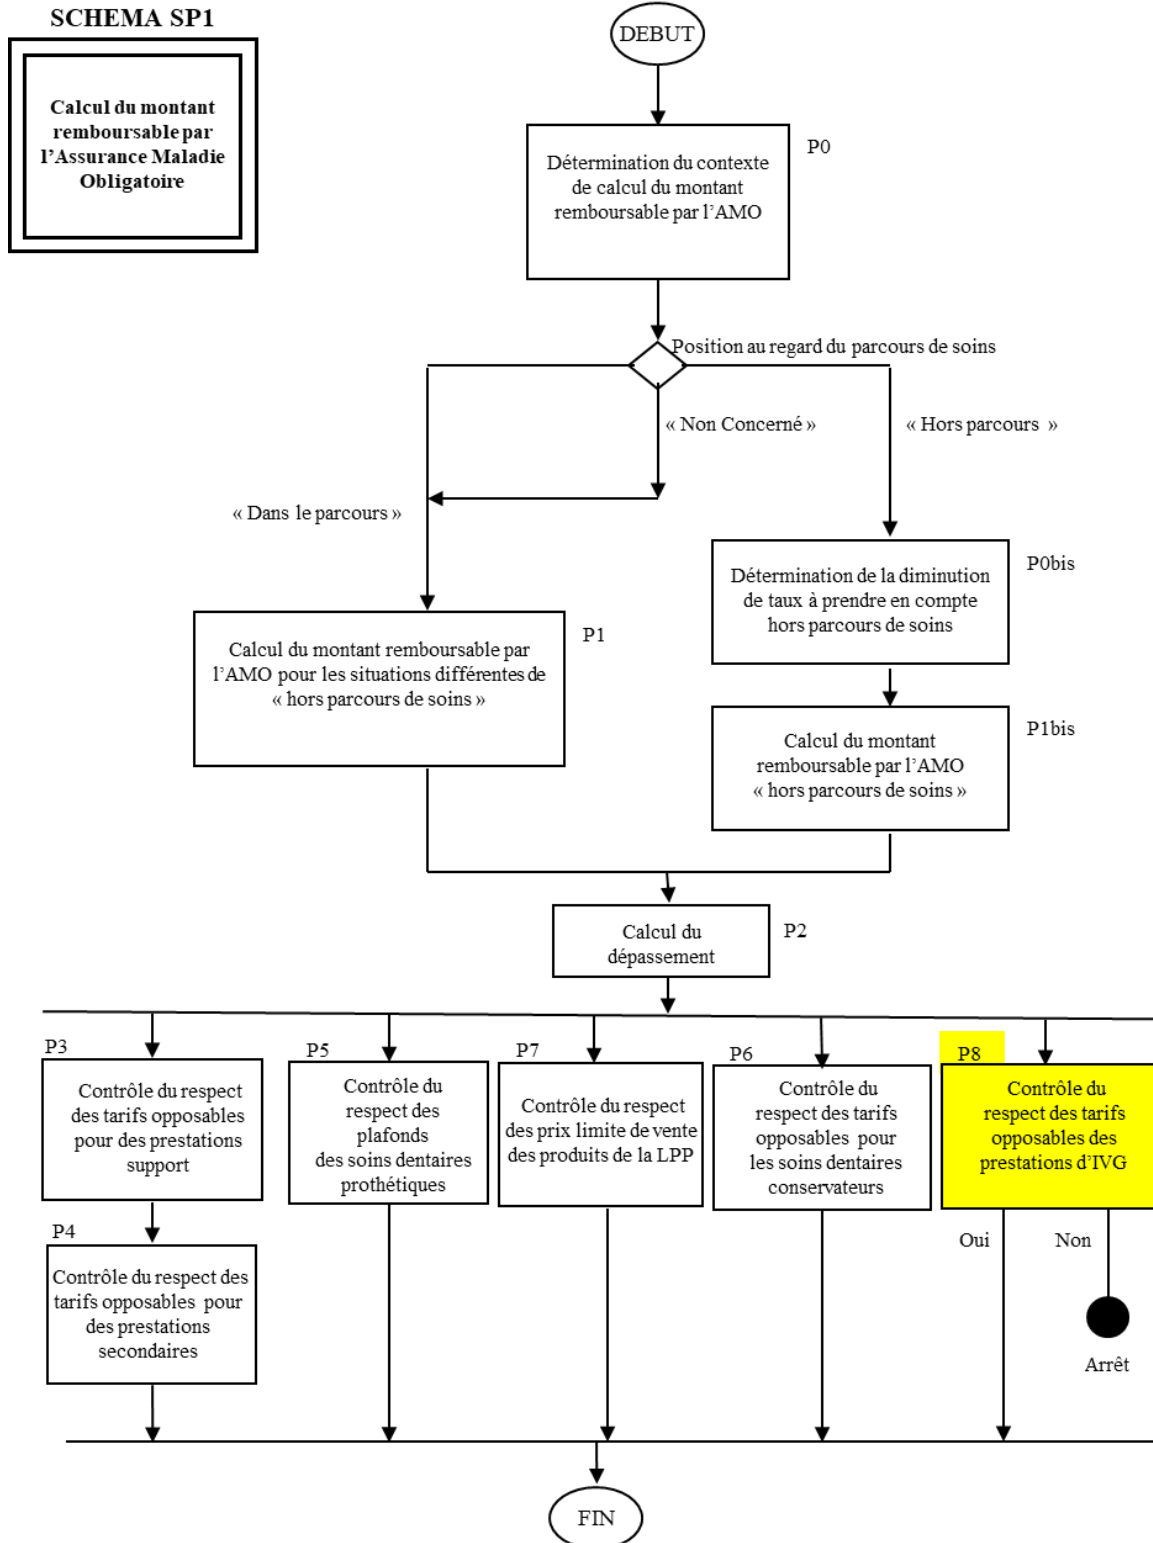 SCHEMA SP1
Calcul du montant
remboursable par
l'Assurance Maladie
Obligatoire
DEBUT
P0
Détermination du contexte
de calcul du montant
remboursable par l'AMO
Position au regard du parcours de soins
« Non Concerné »
« Hors parcours »
« Dans le parcours »
P0bis
Détermination de la diminution
de taux à prendre en compte
hors parcours de soins
P1
Calcul du montant remboursable par
l'AMO pour les situations différentes de
« hors parcours de soins »
P1bis
Calcul du montant
remboursable par l'AMO
« hors parcours de soins »
P2
Calcul du
dépassement
P3
Contrôle du respect
des tarifs opposables
pour des prestations
support
P5
Contrôle du
respect des
plafonds
des soins dentaires
prothétiques
P7
Contrôle du respect
des prix limite de vente
des produits de la LPP
P6
Contrôle du
respect des tarifs
opposables pour
les soins dentaires
conservateurs
P8
Contrôle du
respect des tarifs
opposables des
prestations d'IVG
P4
Contrôle du respect des
tarifs opposables pour
des prestations
secondaires
Oui
Non
Arrêt
FIN